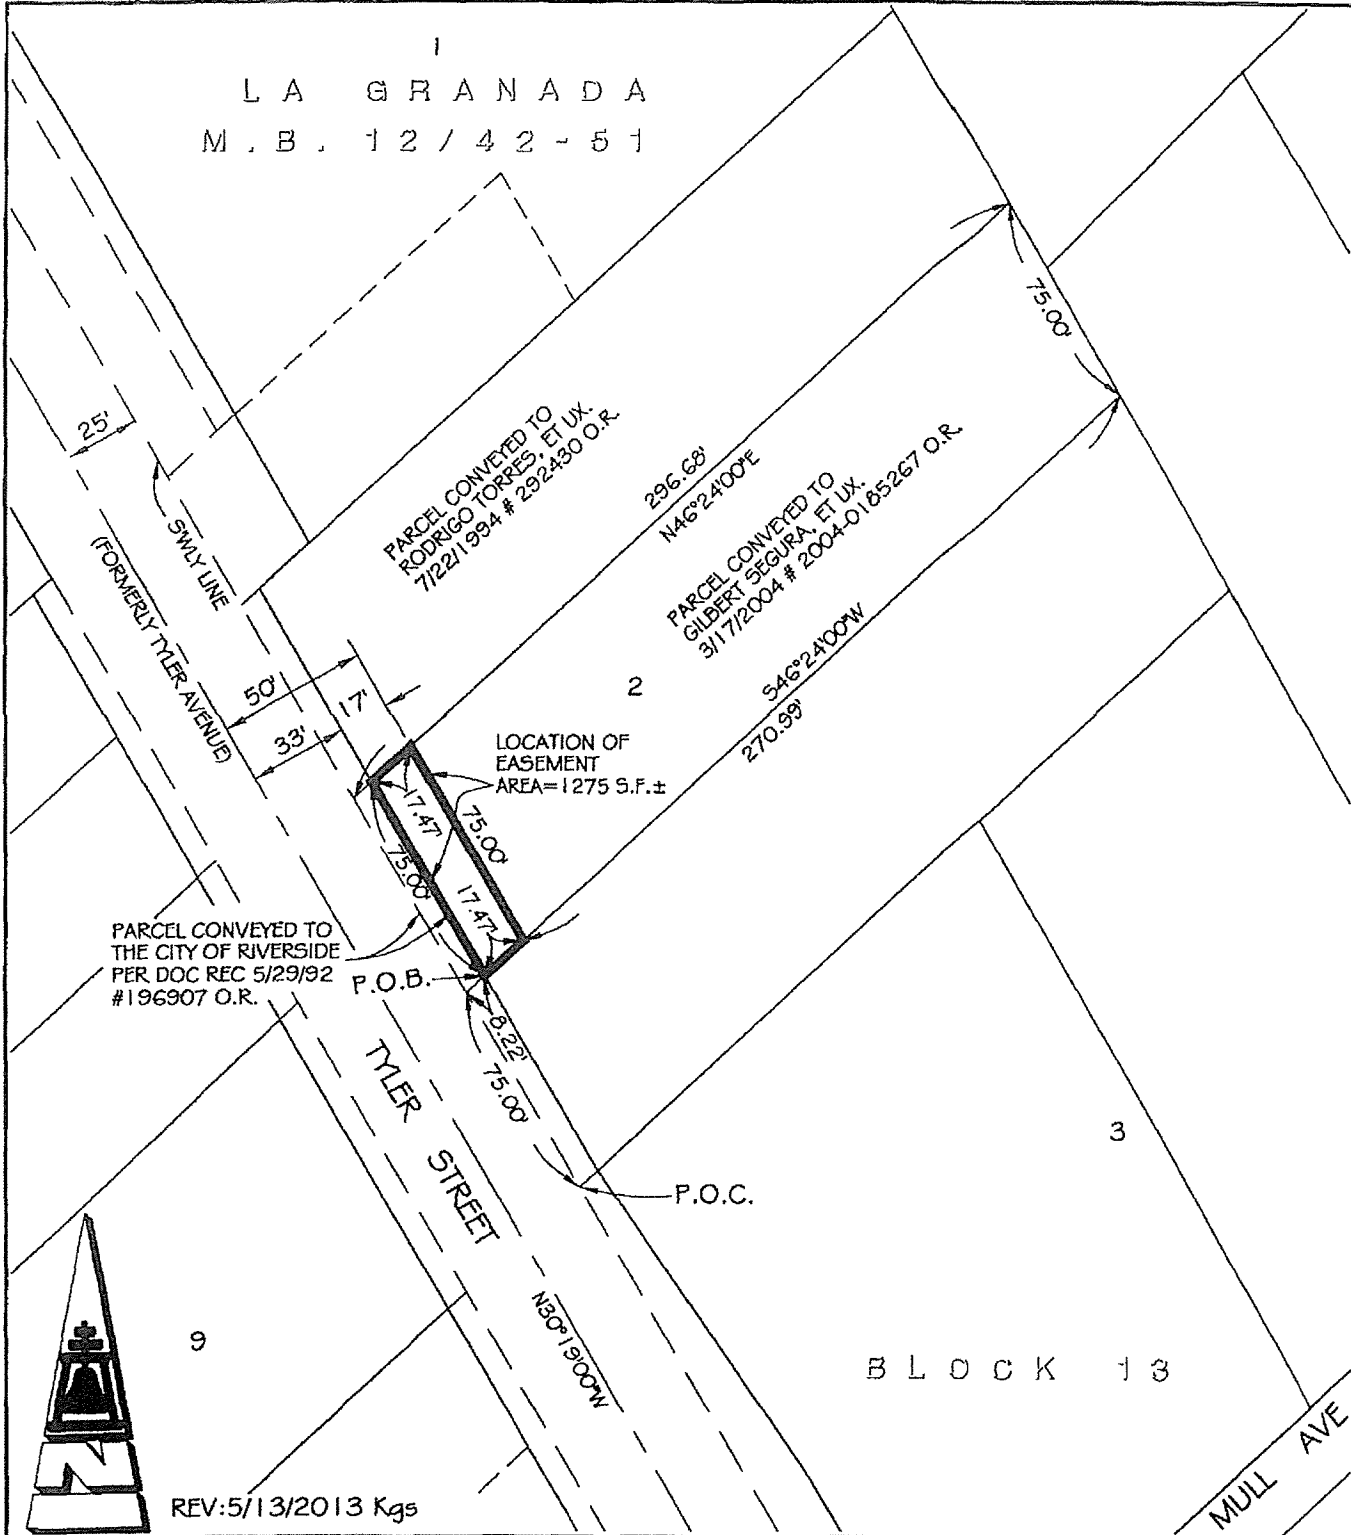 1
LA GRANADA
M.B. 12/42-51
75.00'
25'
S'WLY LINE
(FORMERLY TYLER AVENUE)
PARCEL CONVEYED TO
RODRIGO TORRES, ET UX.
7/22/1994 # 292430 O.R.
296.68'
N46°24'00"E
PARCEL CONVEYED TO
GILBERT SEGURA, ET UX.
3/17/2004 # 2004-0185267 O.R.
S46°24'00"W
270.99'
2
50'
17'
33'
LOCATION OF
EASEMENT
AREA=1275 S.F.±
17.47'
75.00'
75.00'
17.47'
PARCEL CONVEYED TO
THE CITY OF RIVERSIDE
PER DOC REC 5/29/92
#196907 O.R.
P.O.B.
8.22'
75.00'
TYLER STREET
P.O.C.
3
N30°19'00"W
9
BLOCK 13
MULL AVE
N
REV:5/13/2013 Kgs